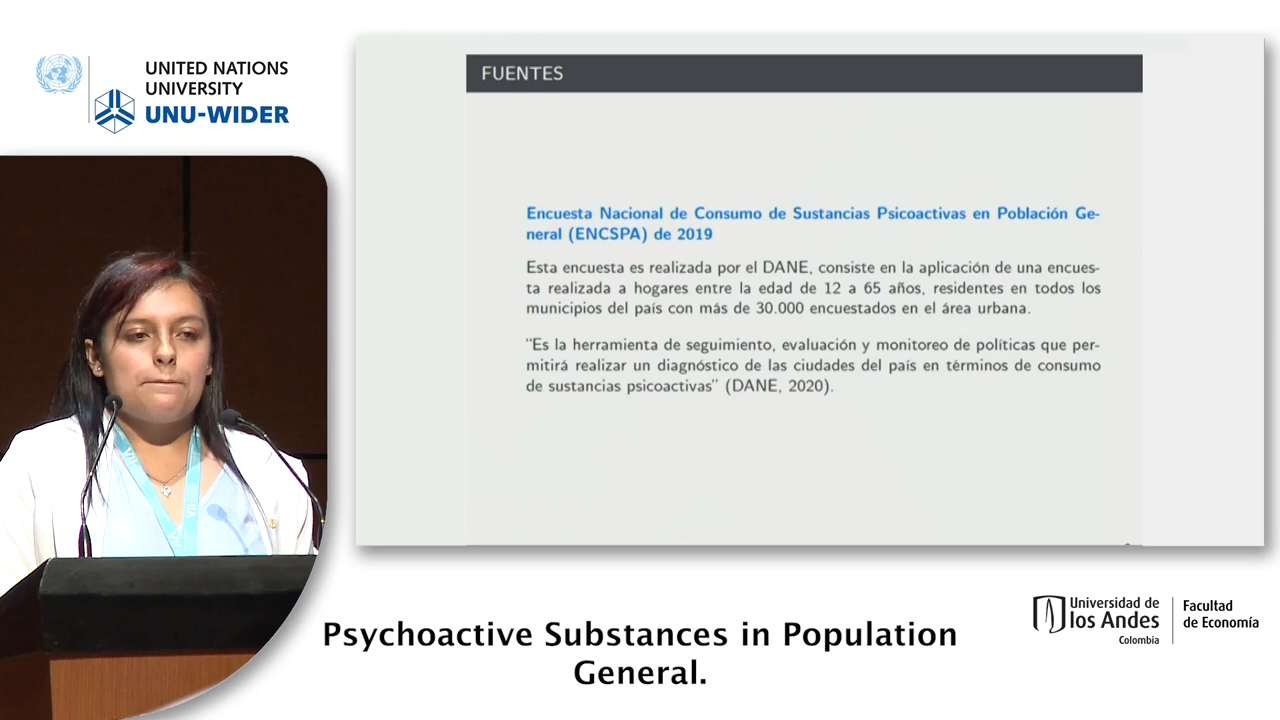 UNITED NATIONS
UNIVERSITY
UNU-WIDER
FUENTES
Encuesta Nacional de Consumo de Sustancias Psicoactivas en Población Ge-
neral (ENCSPA) de 2019
Esta encuesta es realizada por el DANE, consiste en la aplicación de una encues-
ta realizada a hogares entre la edad de 12 a 65 años, residentes en todos los
municipios del país con más de 30.000 encuestados en el área urbana.
"Es la herramienta de seguimiento, evaluación y monitoreo de políticas que per-
mitirá realizar un diagnóstico de las ciudades del país en términos de consumo
de sustancias psicoactivas" (DANE, 2020).
Psychoactive Substances in Population
General.
Universidad de
los Andes
Colombia
Facultad
de Economía